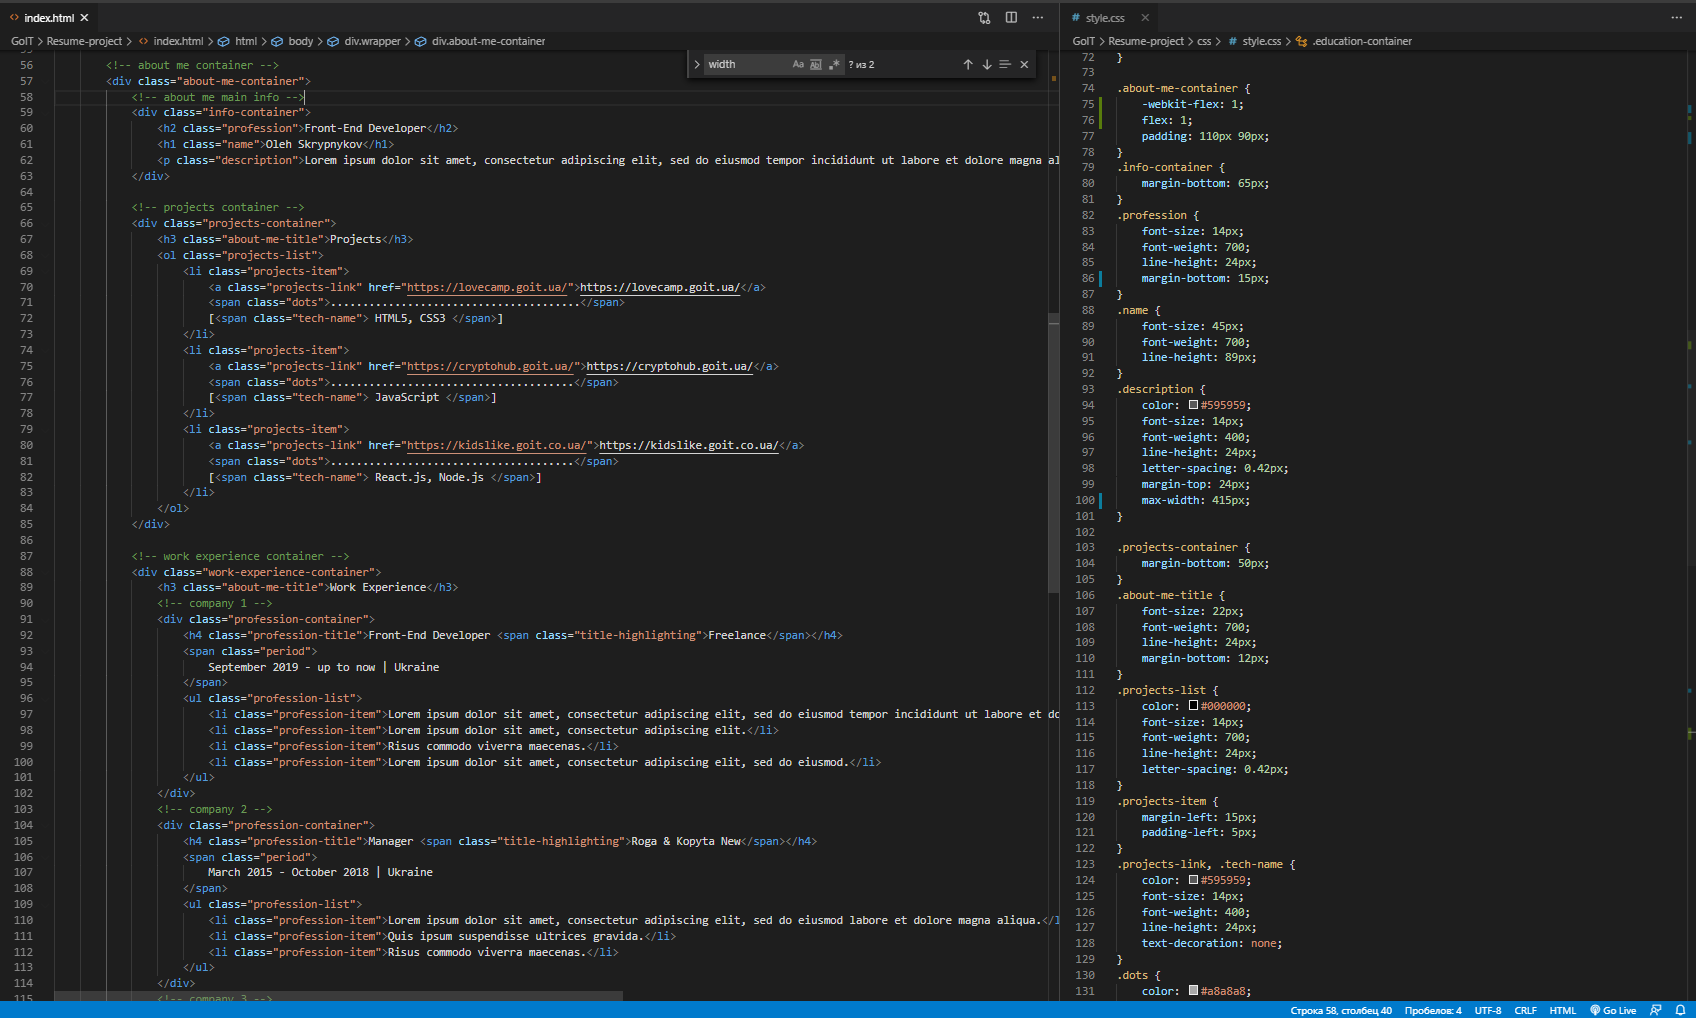 index.html
style.css
GoIT > Resume-project > index.html > html > body > div.wrapper > div.about-me-container
GoIT > Resume-project > css > style.css > .education-container
width
? из 2
56 <!-- about me container -->
57 <div class="about-me-container">
58 <!-- about me main info -->
59 <div class="info-container">
60 <h2 class="profession">Front-End Developer</h2>
61 <h1 class="name">Oleh Skrypnykov</h1>
62 <p class="description">Lorem ipsum dolor sit amet, consectetur adipiscing elit, sed do eiusmod tempor incididunt ut labore et dolore magna al
63 </div>
64
65 <!-- projects container -->
66 <div class="projects-container">
67 <h3 class="about-me-title">Projects</h3>
68 <ol class="projects-list">
69 <li class="projects-item">
70 <a class="projects-link" href="https://lovecamp.goit.ua/">https://lovecamp.goit.ua/</a>
71 <span class="dots">.......................................</span>
72 [<span class="tech-name"> HTML5, CSS3 </span>]
73 </li>
74 <li class="projects-item">
75 <a class="projects-link" href="https://cryptohub.goit.ua/">https://cryptohub.goit.ua/</a>
76 <span class="dots">......................................</span>
77 [<span class="tech-name"> JavaScript </span>]
78 </li>
79 <li class="projects-item">
80 <a class="projects-link" href="https://kidslike.goit.co.ua/">https://kidslike.goit.co.ua/</a>
81 <span class="dots">......................................</span>
82 [<span class="tech-name"> React.js, Node.js </span>]
83 </li>
84 </ol>
85 </div>
86
87 <!-- work experience container -->
88 <div class="work-experience-container">
89 <h3 class="about-me-title">Work Experience</h3>
90 <!-- company 1 -->
91 <div class="profession-container">
92 <h4 class="profession-title">Front-End Developer <span class="title-highlighting">Freelance</span></h4>
93 <span class="period">
94 September 2019 - up to now | Ukraine
95 </span>
96 <ul class="profession-list">
97 <li class="profession-item">Lorem ipsum dolor sit amet, consectetur adipiscing elit, sed do eiusmod tempor incididunt ut labore et do
98 <li class="profession-item">Lorem ipsum dolor sit amet, consectetur adipiscing elit.</li>
99 <li class="profession-item">Risus commodo viverra maecenas.</li>
100 <li class="profession-item">Lorem ipsum dolor sit amet, consectetur adipiscing elit, sed do eiusmod.</li>
101 </ul>
102 </div>
103 <!-- company 2 -->
104 <div class="profession-container">
105 <h4 class="profession-title">Manager <span class="title-highlighting">Roga & Kopyta New</span></h4>
106 <span class="period">
107 March 2015 - October 2018 | Ukraine
108 </span>
109 <ul class="profession-list">
110 <li class="profession-item">Lorem ipsum dolor sit amet, consectetur adipiscing elit, sed do eiusmod labore et dolore magna aliqua.</l
111 <li class="profession-item">Quis ipsum suspendisse ultrices gravida.</li>
112 <li class="profession-item">Risus commodo viverra maecenas.</li>
113 </ul>
114 </div>
115 <!-- company 3 -->
72 }
73
74 .about-me-container {
75 -webkit-flex: 1;
76 flex: 1;
77 padding: 110px 90px;
78 }
79 .info-container {
80 margin-bottom: 65px;
81 }
82 .profession {
83 font-size: 14px;
84 font-weight: 700;
85 line-height: 24px;
86 margin-bottom: 15px;
87 }
88 .name {
89 font-size: 45px;
90 font-weight: 700;
91 line-height: 89px;
92 }
93 .description {
94 color: #595959;
95 font-size: 14px;
96 font-weight: 400;
97 line-height: 24px;
98 letter-spacing: 0.42px;
99 margin-top: 24px;
100 max-width: 415px;
101 }
102
103 .projects-container {
104 margin-bottom: 50px;
105 }
106 .about-me-title {
107 font-size: 22px;
108 font-weight: 700;
109 line-height: 24px;
110 margin-bottom: 12px;
111 }
112 .projects-list {
113 color: #000000;
114 font-size: 14px;
115 font-weight: 700;
116 line-height: 24px;
117 letter-spacing: 0.42px;
118 }
119 .projects-item {
120 margin-left: 15px;
121 padding-left: 5px;
122 }
123 .projects-link, .tech-name {
124 color: #595959;
125 font-size: 14px;
126 font-weight: 400;
127 line-height: 24px;
128 text-decoration: none;
129 }
130 .dots {
131 color: #a8a8a8;
Строка 58, столбец 40 Пробелов: 4 UTF-8 CRLF HTML Go Live